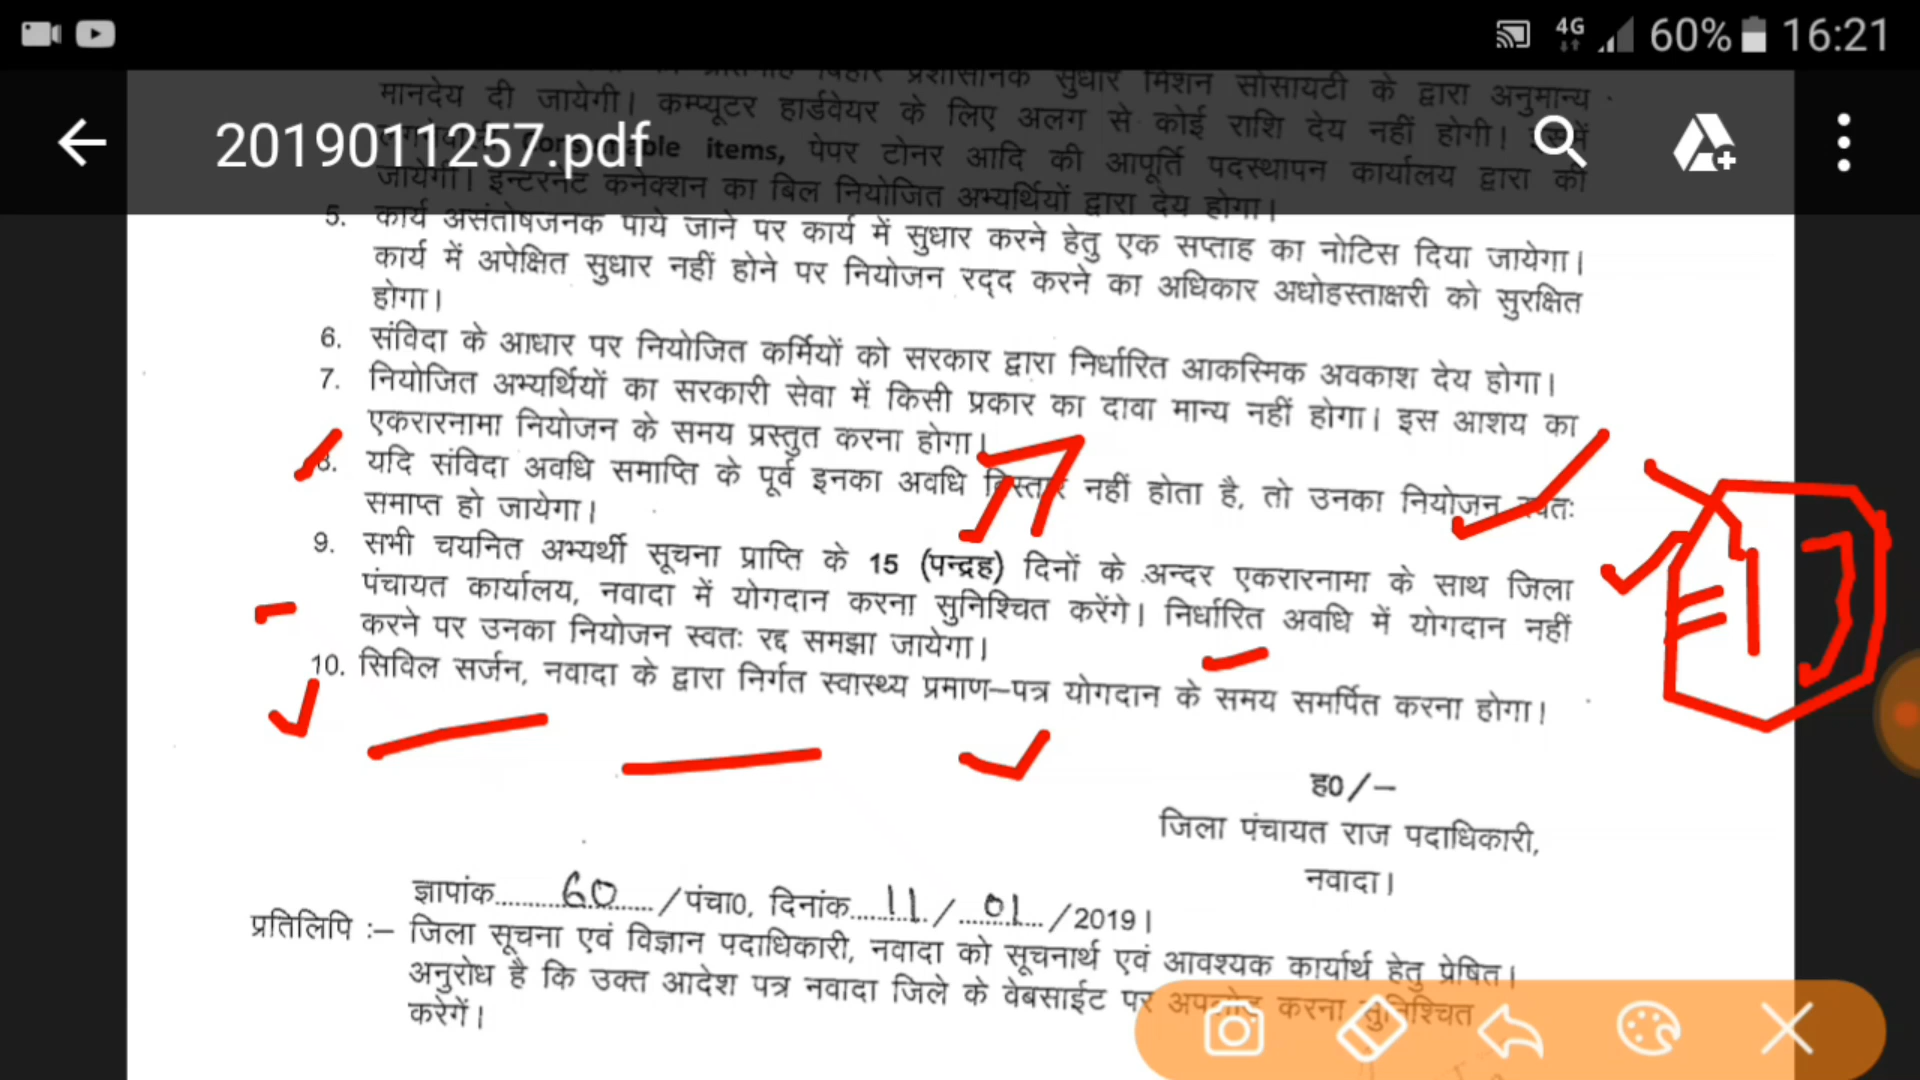 4G 60% 16:21
मानदेय दी जायेगी। कम्प्यूटर हार्डवेयर के लिए अलग से कोई राशि देय नहीं होगी।
2019011257.pdf
items, पेपर टोनर आदि की आपूर्ति पदस्थापन कार्यालय द्वारा की
जायेगी। इन्टरनेट कनेक्शन का बिल नियोजित अभ्यर्थियों द्वारा देय होगा।
5. कार्य असंतोषजनक पाये जाने पर कार्य में सुधार करने हेतु एक सप्ताह का नोटिस दिया जायेगा।
कार्य में अपेक्षित सुधार नहीं होने पर नियोजन रद्द करने का अधिकार अधोहस्ताक्षरी को सुरक्षित
होगा।
6. संविदा के आधार पर नियोजित कर्मियों को सरकार द्वारा निर्धारित आकस्मिक अवकाश देय होगा।
7. नियोजित अभ्यर्थियों का सरकारी सेवा में किसी प्रकार का दावा मान्य नहीं होगा। इस आशय का
एकरारनामा नियोजन के समय प्रस्तुत करना होगा।
8. यदि संविदा अवधि समाप्ति के पूर्व इनका अवधि विस्तार नहीं होता है, तो उनका नियोजन स्वतः
समाप्त हो जायेगा।
9. सभी चयनित अभ्यर्थी सूचना प्राप्ति के 15 (पन्द्रह) दिनों के अन्दर एकरारनामा के साथ जिला
पंचायत कार्यालय, नवादा में योगदान करना सुनिश्चित करेंगे। निर्धारित अवधि में योगदान नहीं
करने पर उनका नियोजन स्वतः रद्द समझा जायेगा।
10. सिविल सर्जन, नवादा के द्वारा निर्गत स्वास्थ्य प्रमाण–पत्र योगदान के समय समर्पित करना होगा।
ह0/–
जिला पंचायत राज पदाधिकारी,
नवादा।
ज्ञापांक......60....../पंचा0, दिनांक...11.../...01.../2019।
प्रतिलिपि :– जिला सूचना एवं विज्ञान पदाधिकारी, नवादा को सूचनार्थ एवं आवश्यक कार्यार्थ हेतु प्रेषित।
अनुरोध है कि उक्त आदेश पत्र नवादा जिले के वेबसाईट पर अपलोड करना सुनिश्चित
करेगें।